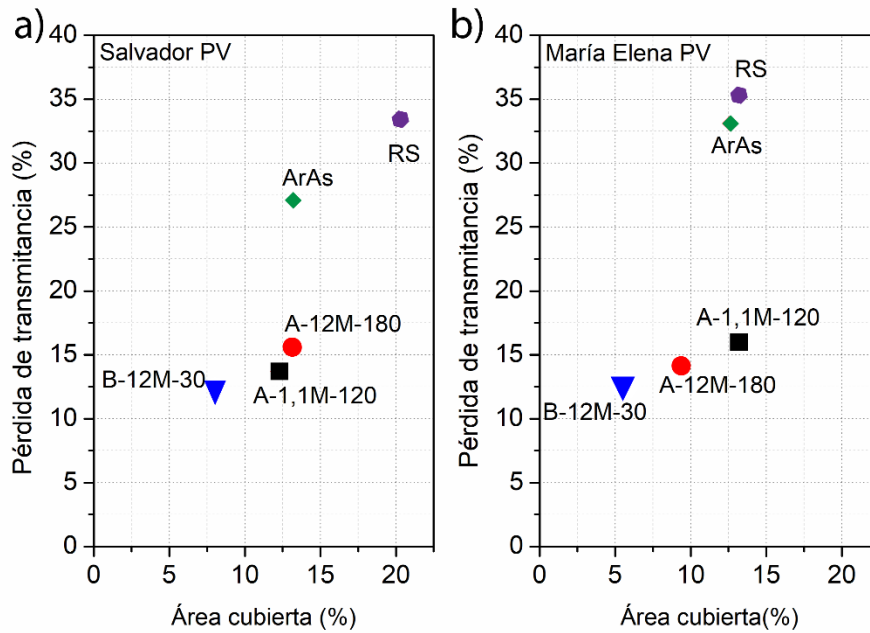 a)
Salvador PV
Pérdida de transmitancia (%)
40
35
30
25
20
15
10
5
0
RS
ArAs
A-12M-180
B-12M-30
A-1,1M-120
0 5 10 15 20
Área cubierta (%)
b)
María Elena PV
Pérdida de transmitancia (%)
40
35
30
25
20
15
10
5
0
RS
ArAs
A-1,1M-120
A-12M-180
B-12M-30
0 5 10 15 20
Área cubierta(%)